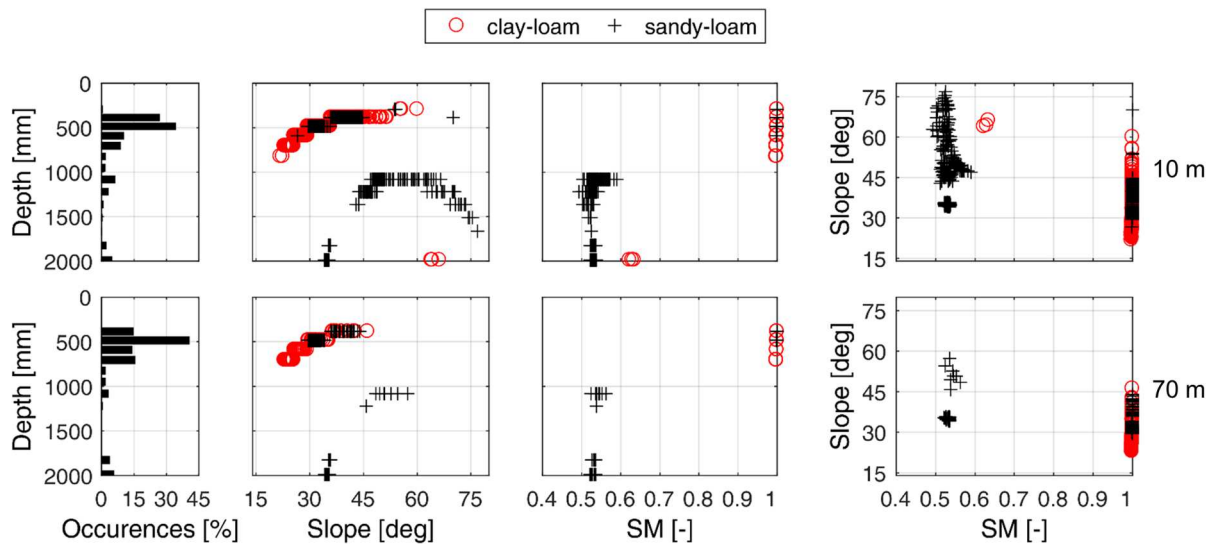 clay-loam sandy-loam
0
500
1000
1500
2000
Depth [mm]
75
60
45
30
15
Slope [deg]
10 m
0
500
1000
1500
2000
Depth [mm]
0 15 30 45
Occurences [%]
15 30 45 60 75
Slope [deg]
0.4 0.5 0.6 0.7 0.8 0.9 1
SM [-]
75
60
45
30
15
Slope [deg]
0.4 0.5 0.6 0.7 0.8 0.9 1
SM [-]
70 m